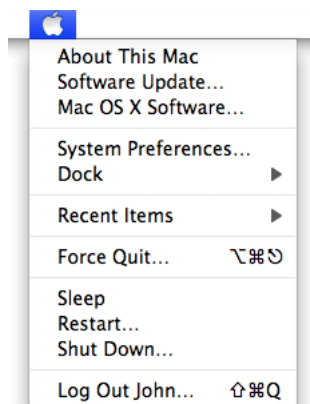 About This Mac
Software Update...
Mac OS X Software...
System Preferences...
Dock
Recent Items
Force Quit... ⌥⌘⎋
Sleep
Restart...
Shut Down...
Log Out John... ⇧⌘Q